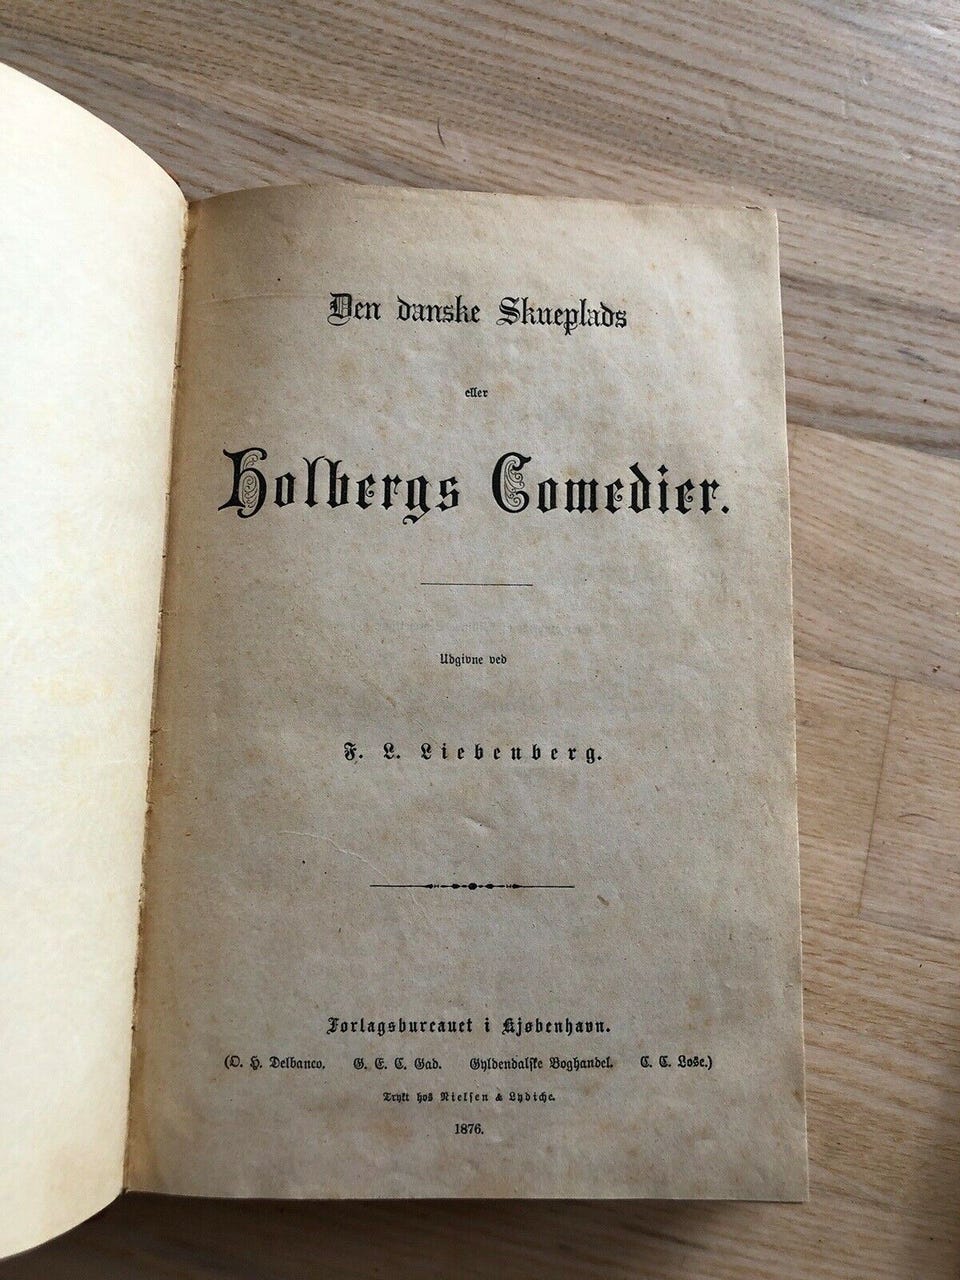 Den danske Skueplads
eller
Holbergs Comedier.
Udgivne ved
F. L. Liebenberg.
Forlagsbureauet i Kjøbenhavn.
(O. H. Delbanco. G. E. C. Gad. Gyldendalske Boghandel. C. C. Lose.)
Trykt hos Nielsen & Lydiche.
1876.